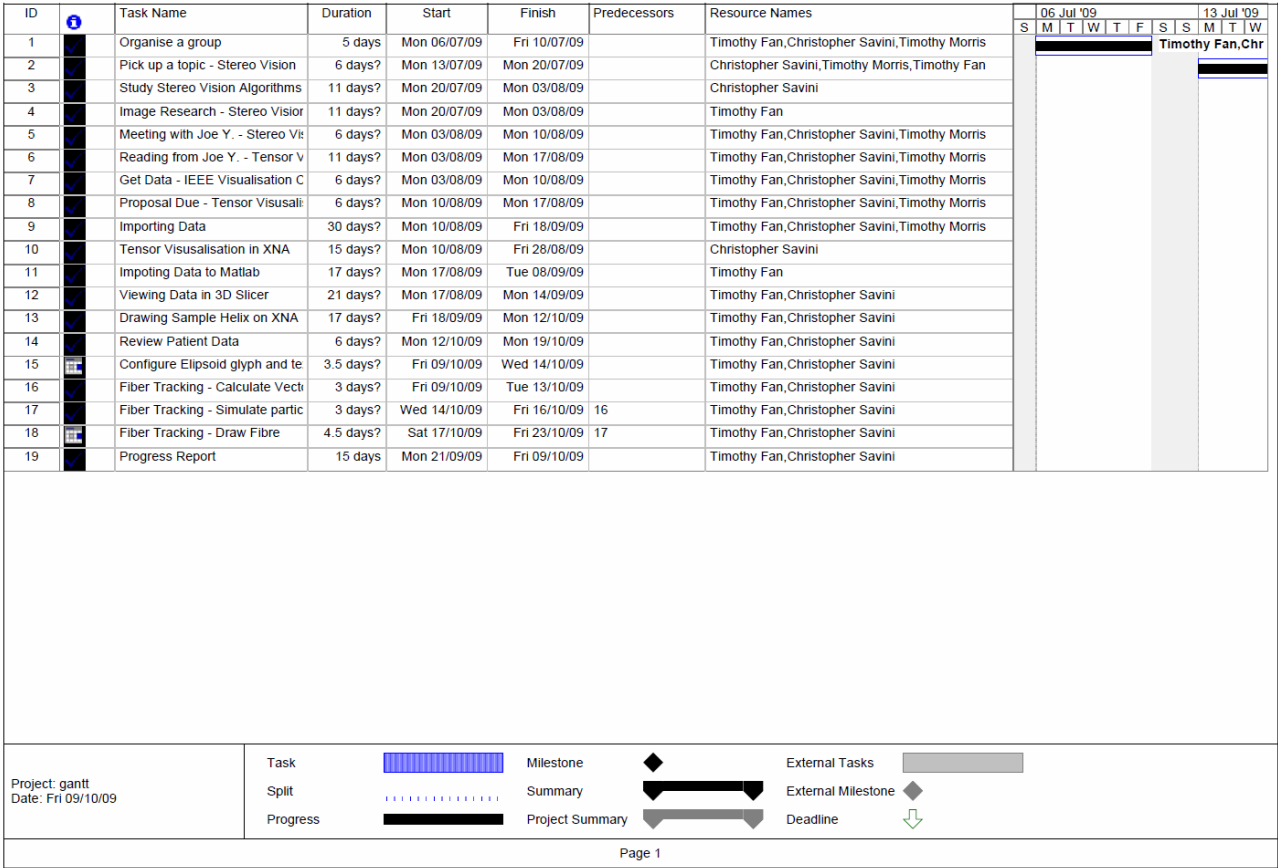 ID Task Name Duration Start Finish Predecessors Resource Names 06 Jul '09 13 Jul '09
S M T W T F S S M T W
1 Organise a group 5 days Mon 06/07/09 Fri 10/07/09 Timothy Fan,Christopher Savini,Timothy Morris Timothy Fan,Chr
2 Pick up a topic - Stereo Vision 6 days? Mon 13/07/09 Mon 20/07/09 Christopher Savini,Timothy Morris,Timothy Fan
3 Study Stereo Vision Algorithms 11 days? Mon 20/07/09 Mon 03/08/09 Christopher Savini
4 Image Research - Stereo Vision 11 days? Mon 20/07/09 Mon 03/08/09 Timothy Fan
5 Meeting with Joe Y. - Stereo Vis 6 days? Mon 03/08/09 Mon 10/08/09 Timothy Fan,Christopher Savini,Timothy Morris
6 Reading from Joe Y. - Tensor V 11 days? Mon 03/08/09 Mon 17/08/09 Timothy Fan,Christopher Savini,Timothy Morris
7 Get Data - IEEE Visualisation C 6 days? Mon 03/08/09 Mon 10/08/09 Timothy Fan,Christopher Savini,Timothy Morris
8 Proposal Due - Tensor Visusalis 6 days? Mon 10/08/09 Mon 17/08/09 Timothy Fan,Christopher Savini,Timothy Morris
9 Importing Data 30 days? Mon 10/08/09 Fri 18/09/09 Timothy Fan,Christopher Savini,Timothy Morris
10 Tensor Visusalisation in XNA 15 days? Mon 10/08/09 Fri 28/08/09 Christopher Savini
11 Impoting Data to Matlab 17 days? Mon 17/08/09 Tue 08/09/09 Timothy Fan
12 Viewing Data in 3D Slicer 21 days? Mon 17/08/09 Mon 14/09/09 Timothy Fan,Christopher Savini
13 Drawing Sample Helix on XNA 17 days? Fri 18/09/09 Mon 12/10/09 Timothy Fan,Christopher Savini
14 Review Patient Data 6 days? Mon 12/10/09 Mon 19/10/09 Timothy Fan,Christopher Savini
15 Configure Elipsoid glyph and te 3.5 days? Fri 09/10/09 Wed 14/10/09 Timothy Fan,Christopher Savini
16 Fiber Tracking - Calculate Vecto 3 days? Fri 09/10/09 Tue 13/10/09 Timothy Fan,Christopher Savini
17 Fiber Tracking - Simulate partic 3 days? Wed 14/10/09 Fri 16/10/09 16 Timothy Fan,Christopher Savini
18 Fiber Tracking - Draw Fibre 4.5 days? Sat 17/10/09 Fri 23/10/09 17 Timothy Fan,Christopher Savini
19 Progress Report 15 days Mon 21/09/09 Fri 09/10/09 Timothy Fan,Christopher Savini
Project: gantt
Date: Fri 09/10/09
Task Milestone External Tasks
Split Summary External Milestone
Progress Project Summary Deadline
Page 1